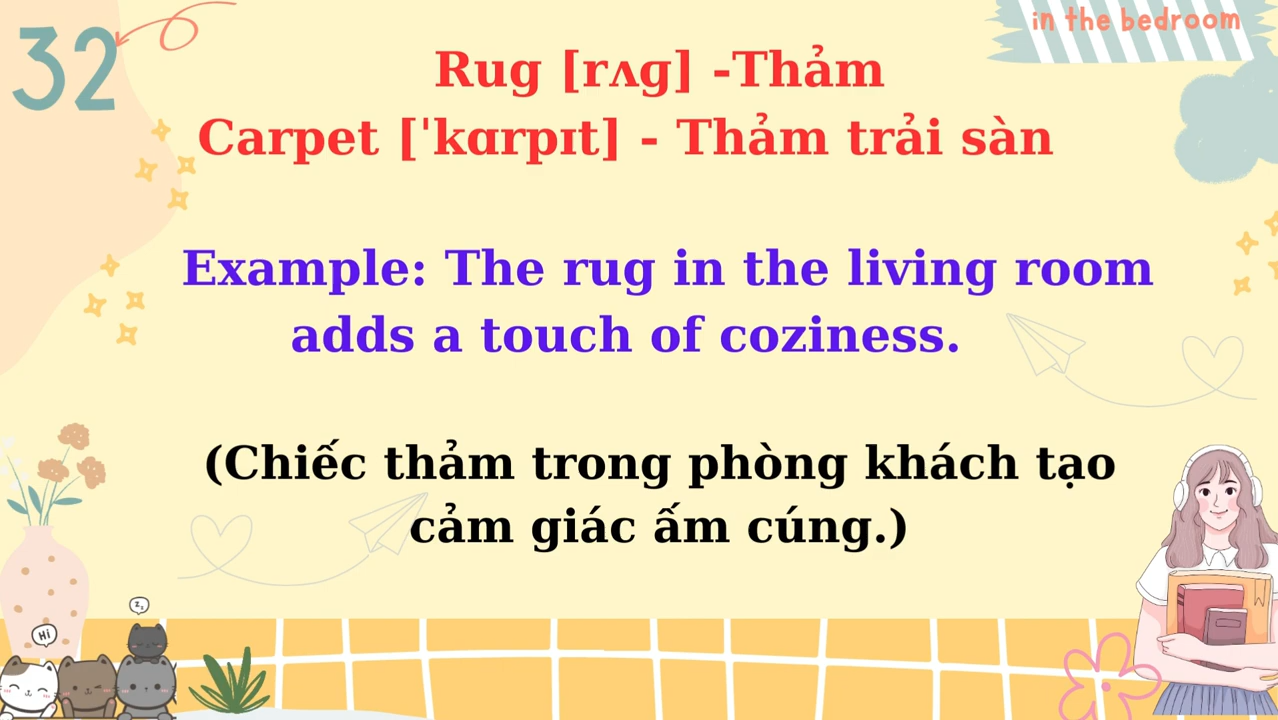 32
in the bedroom
Rug [rʌg] -Thảm
Carpet [ˈkɑrpɪt] - Thảm trải sàn
Example: The rug in the living room
adds a touch of coziness.
(Chiếc thảm trong phòng khách tạo
cảm giác ấm cúng.)
z z
Hi